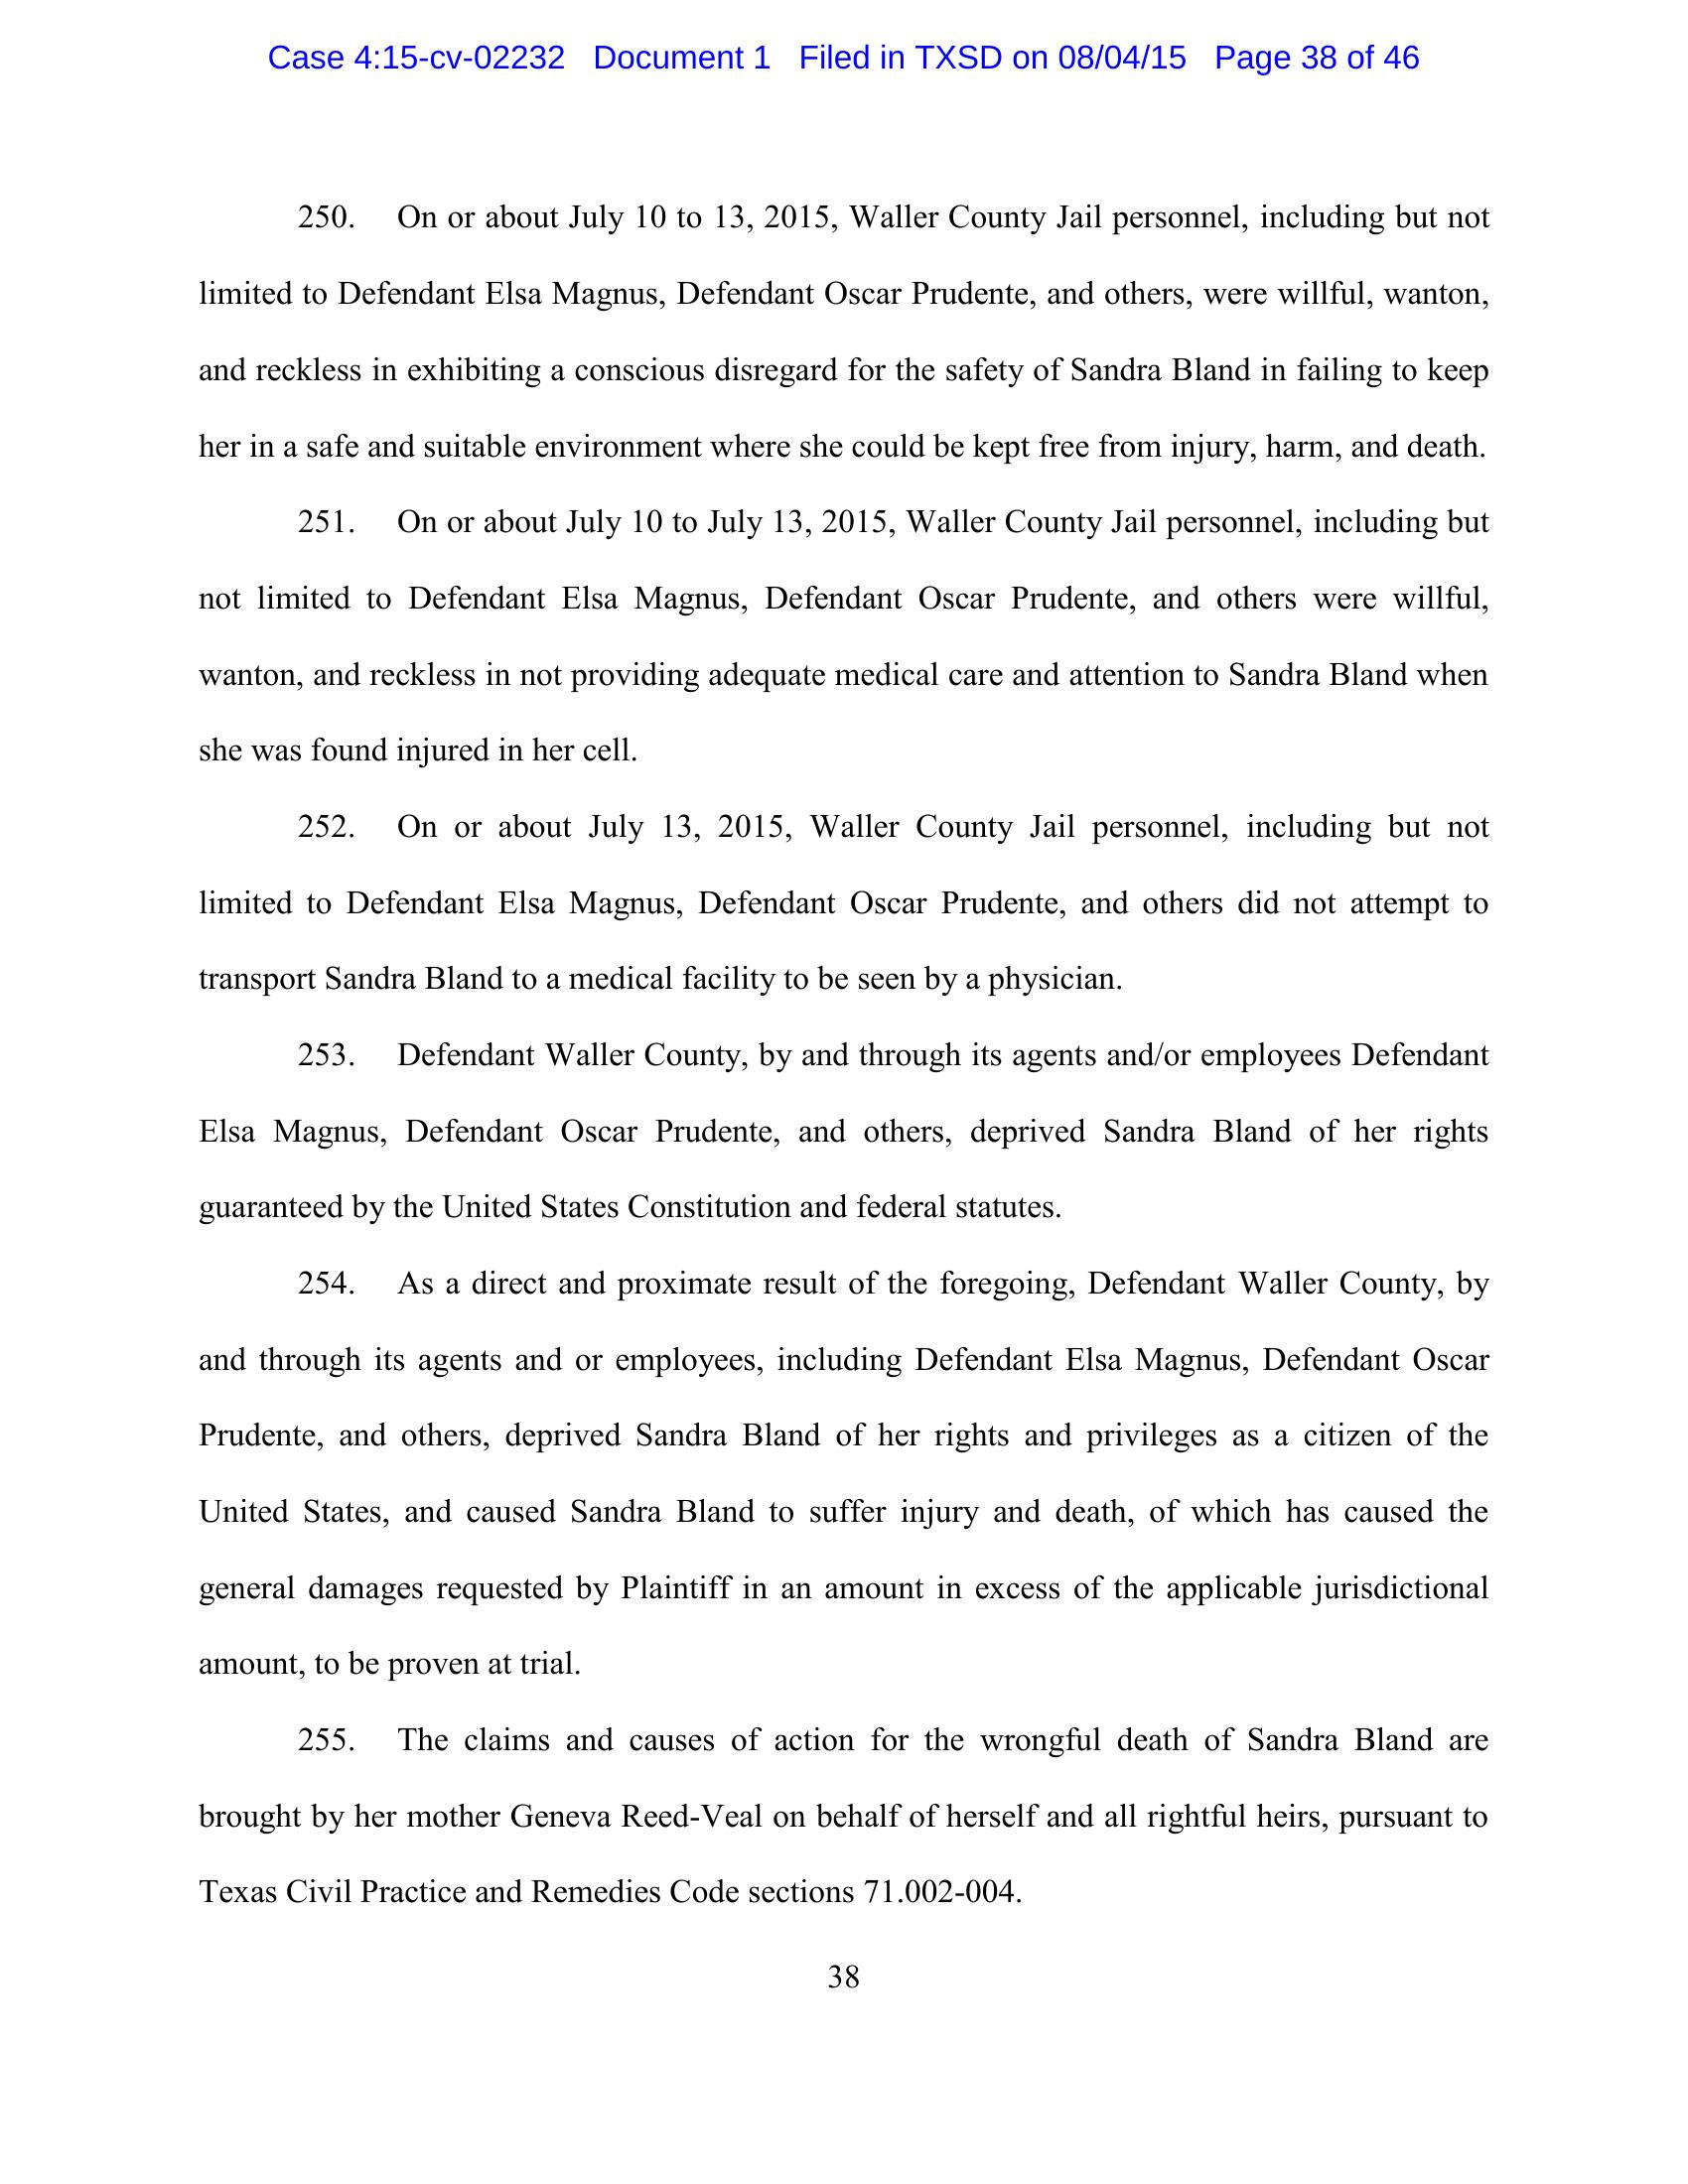 Case 4:15-cv-02232 Document 1 Filed in TXSD on 08/04/15 Page 38 of 46
250. On or about July 10 to 13, 2015, Waller County Jail personnel, including but not
limited to Defendant Elsa Magnus, Defendant Oscar Prudente, and others, were willful, wanton,
and reckless in exhibiting a conscious disregard for the safety of Sandra Bland in failing to keep
her in a safe and suitable environment where she could be kept free from injury, harm, and death.
251. On or about July 10 to July 13, 2015, Waller County Jail personnel, including but
not limited to Defendant Elsa Magnus, Defendant Oscar Prudente, and others were willful,
wanton, and reckless in not providing adequate medical care and attention to Sandra Bland when
she was found injured in her cell.
252. On or about July 13, 2015, Waller County Jail personnel, including but not
limited to Defendant Elsa Magnus, Defendant Oscar Prudente, and others did not attempt to
transport Sandra Bland to a medical facility to be seen by a physician.
253. Defendant Waller County, by and through its agents and/or employees Defendant
Elsa Magnus, Defendant Oscar Prudente, and others, deprived Sandra Bland of her rights
guaranteed by the United States Constitution and federal statutes.
254. As a direct and proximate result of the foregoing, Defendant Waller County, by
and through its agents and or employees, including Defendant Elsa Magnus, Defendant Oscar
Prudente, and others, deprived Sandra Bland of her rights and privileges as a citizen of the
United States, and caused Sandra Bland to suffer injury and death, of which has caused the
general damages requested by Plaintiff in an amount in excess of the applicable jurisdictional
amount, to be proven at trial.
255. The claims and causes of action for the wrongful death of Sandra Bland are
brought by her mother Geneva Reed-Veal on behalf of herself and all rightful heirs, pursuant to
Texas Civil Practice and Remedies Code sections 71.002-004.
38